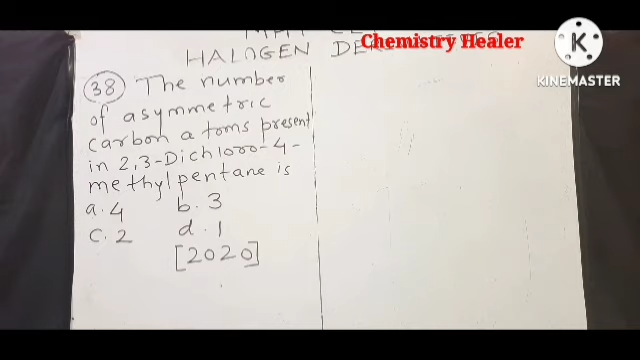 Chemistry Healer
HALOGEN
K
KINEMASTER
38 The number
of asymmetric
carbon atoms present
in 2,3-Dichloro-4-
methylpentane is
a. 4 b. 3
c. 2 d. 1
[2020]